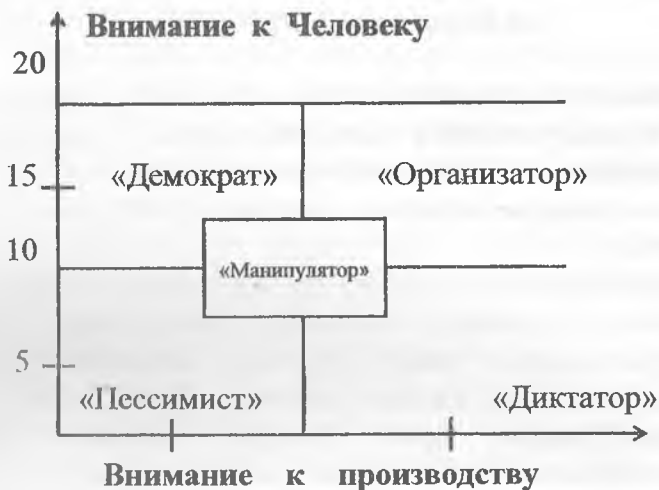 Внимание к Человеку
20
15 «Демократ» «Организатор»
10 «Манипулятор»
5
«Пессимист» «Диктатор»
Внимание к производству